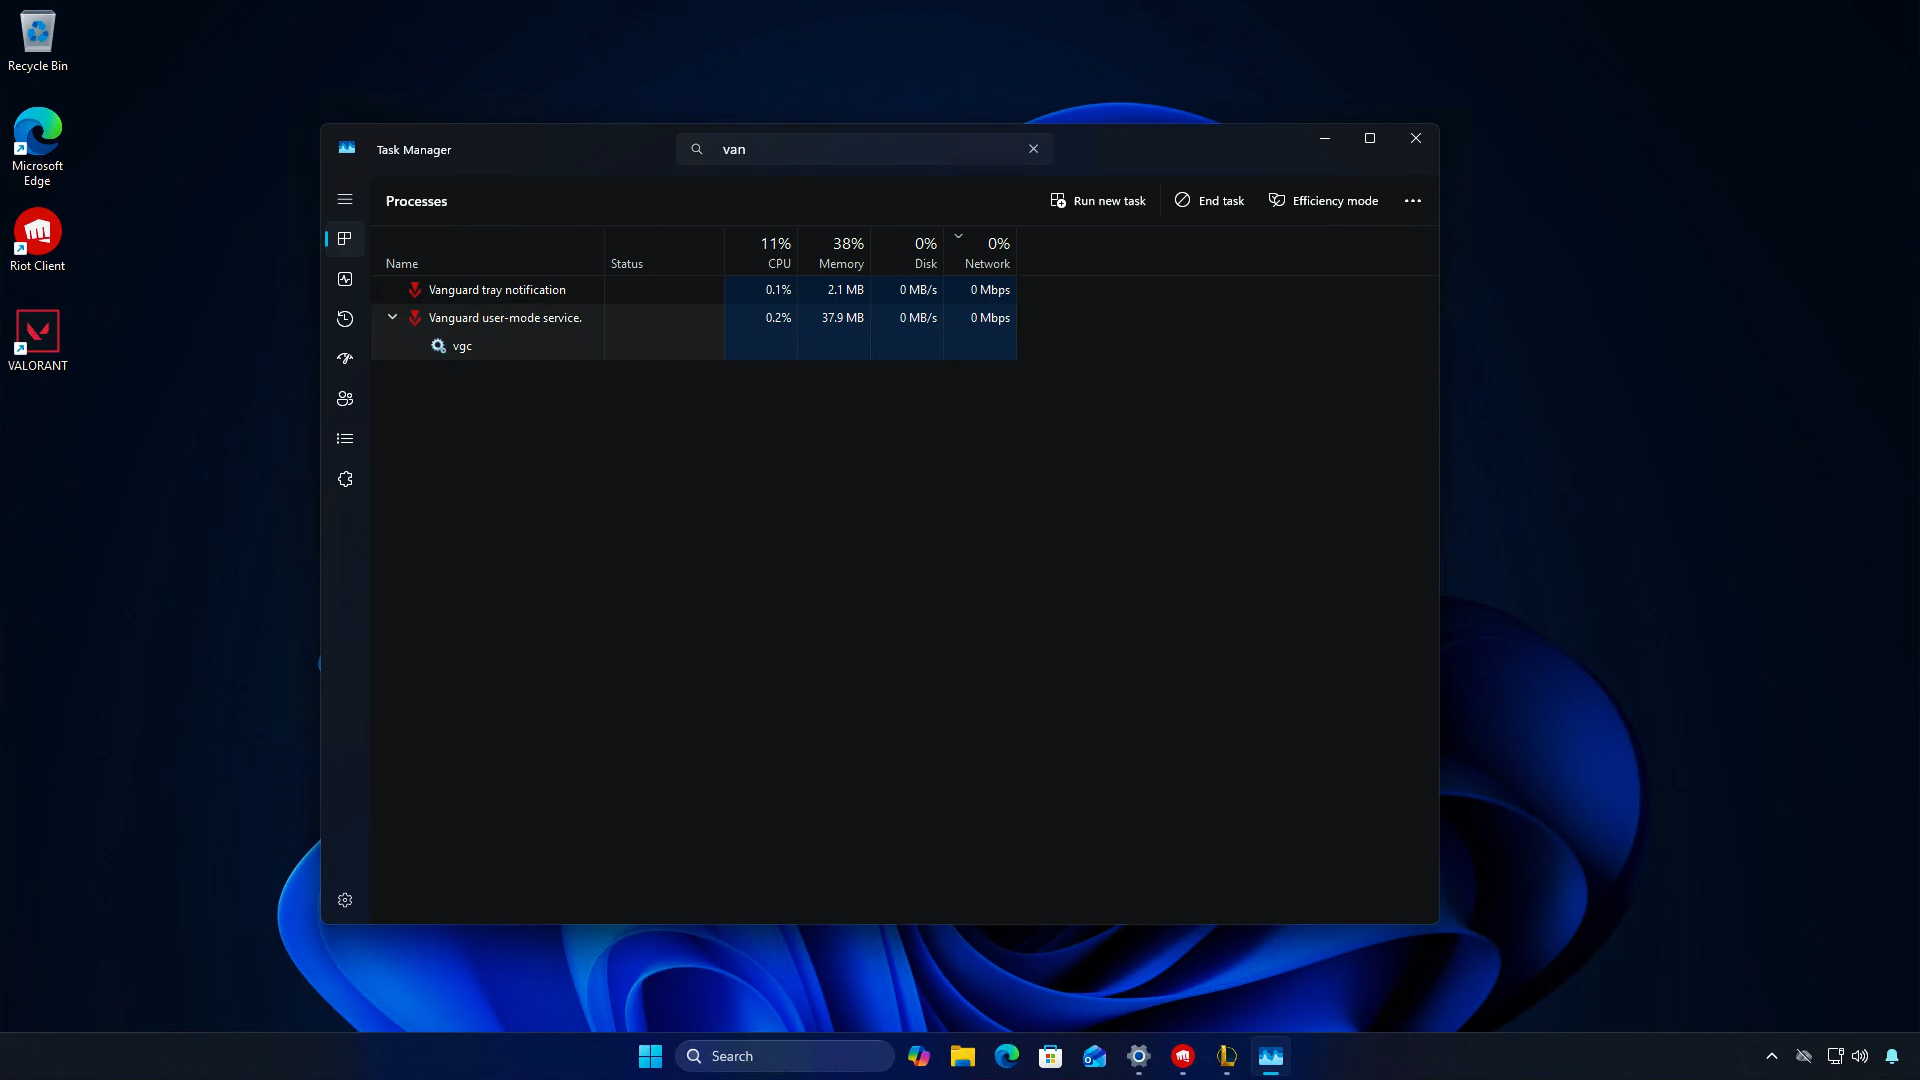 Recycle Bin
Microsoft
Edge
Riot Client
VALORANT
Task Manager
van
Processes
Run new task
End task
Efficiency mode
11%
38%
0%
0%
Name
Status
CPU
Memory
Disk
Network
Vanguard tray notification
0.1%
2.1 MB
0 MB/s
0 Mbps
Vanguard user-mode service.
0.2%
37.9 MB
0 MB/s
0 Mbps
vgc
Search